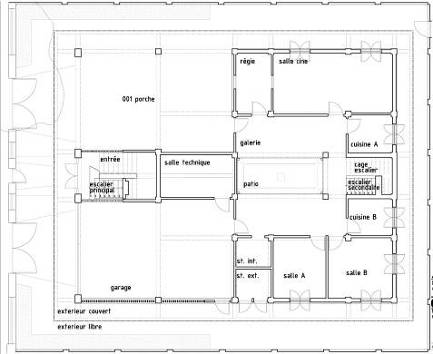 régie
salle cine
001 porche
galerie
cuisine A
entrée
salle technique
cage
escalier
escalier
principal
patio
escalier
secondaire
cuisine B
st. int.
st. ext.
salle A
salle B
garage
exterieur couvert
exterieur libre